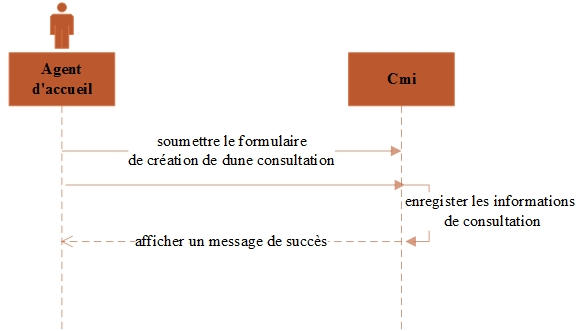 Agent
d'accueil
Cmi
soumettre le formulaire
de création de dune consultation
enregister les informations
de consultation
afficher un message de succès